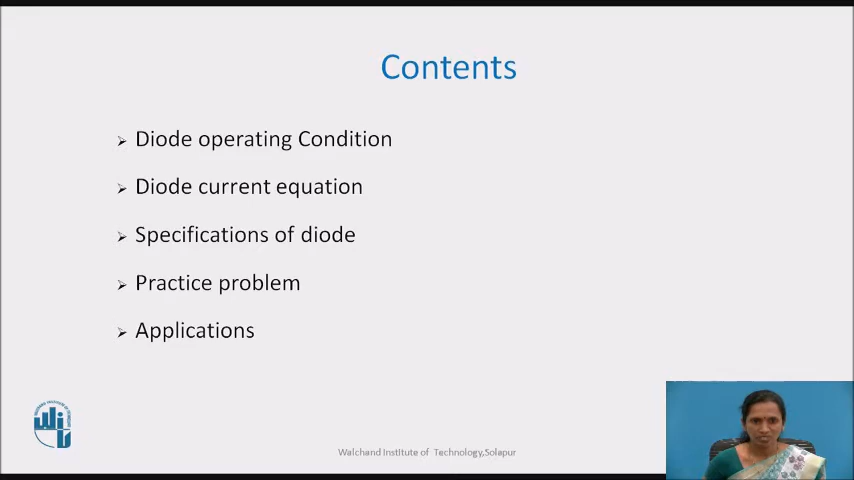 Contents
Diode operating Condition
Diode current equation
Specifications of diode
Practice problem
Applications
Walchand Institute of Technology,Solapur